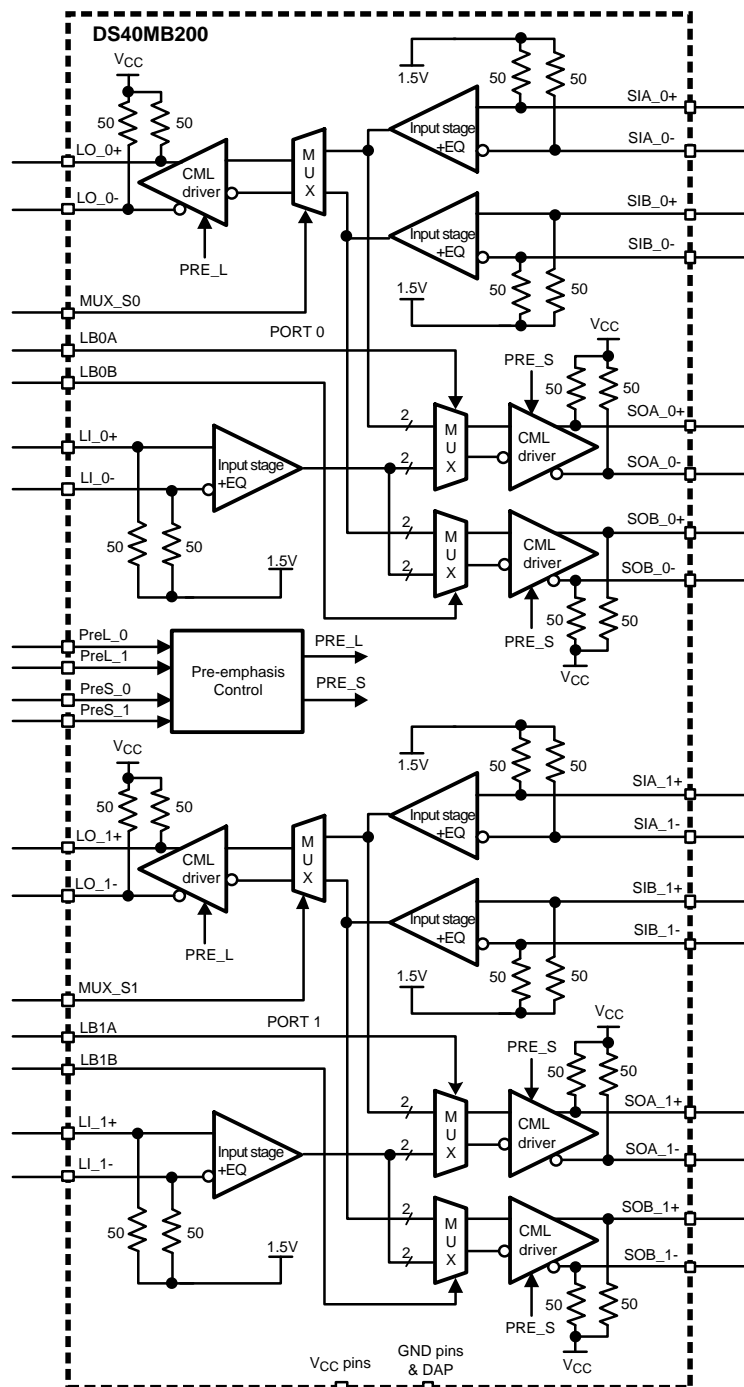 DS40MB200
VCC
1.5V
50
50
SIA_0+
50
50
Input stage
+EQ
SIA_0-
LO_0+
M
U
X
CML
driver
SIB_0+
LO_0-
Input stage
+EQ
SIB_0-
PRE_L
50
50
1.5V
MUX_S0
PORT 0
VCC
LB0A
PRE_S
LB0B
50
50
SOA_0+
LI_0+
2
M
U
X
CML
driver
Input stage
+EQ
2
SOA_0-
LI_0-
SOB_0+
50
50
2
M
U
X
CML
driver
1.5V
2
SOB_0-
50
50
PreL_0
PRE_L
PRE_S
PreL_1
Pre-emphasis
Control
VCC
PreS_0
PRE_S
PreS_1
VCC
1.5V
50
50
SIA_1+
50
50
Input stage
+EQ
SIA_1-
LO_1+
M
U
X
CML
driver
SIB_1+
LO_1-
Input stage
+EQ
SIB_1-
PRE_L
50
50
1.5V
MUX_S1
PORT 1
VCC
LB1A
PRE_S
LB1B
50
50
SOA_1+
LI_1+
2
M
U
X
CML
driver
Input stage
+EQ
2
SOA_1-
LI_1-
SOB_1+
50
50
2
M
U
X
CML
driver
1.5V
2
SOB_1-
50
50
PRE_S
VCC
VCC pins
GND pins
& DAP